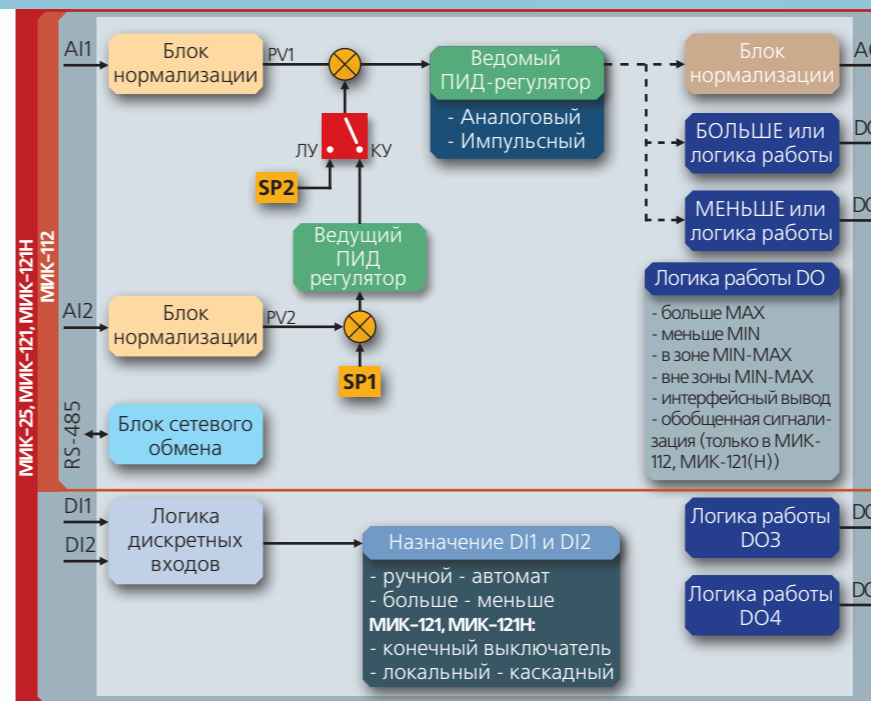 МИК-25, МИК-121, МИК-121Н
МИК-112
AI1
Блок
нормализации
PV1
Ведомый
ПИД-регулятор
- Аналоговый
- Импульсный
Блок
нормализации
БОЛЬШЕ или
логика работы
МЕНЬШЕ или
логика работы
ЛУ
КУ
SP2
Ведущий
ПИД
регулятор
AI2
Блок
нормализации
PV2
SP1
RS-485
Блок сетевого
обмена
Логика работы DO
- больше MAX
- меньше MIN
- в зоне MIN-MAX
- вне зоны MIN-MAX
- интерфейсный вывод
- обобщенная сигнали-
зация (только в МИК-
112, МИК-121(Н))
DI1
DI2
Логика
дискретных
входов
Назначение DI1 и DI2
- ручной - автомат
- больше - меньше
МИК-121, МИК-121Н:
- конечный выключатель
- локальный - каскадный
Логика работы
DO3
Логика работы
DO4